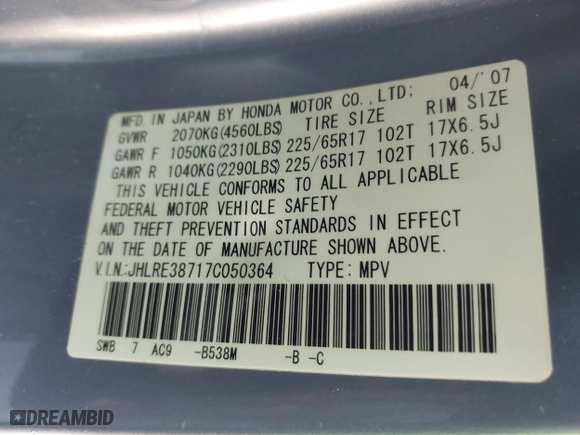 MFD. IN JAPAN BY HONDA MOTOR CO., LTD: 04/'07
GVWR 2070KG(4560LBS) TIRE SIZE RIM SIZE
GAWR F 1050KG(2310LBS) 225/65R17 102T 17X6.5J
GAWR R 1040KG(2290LBS) 225/65R17 102T 17X6.5J
THIS VEHICLE CONFORMS TO ALL APPLICABLE
FEDERAL MOTOR VEHICLE SAFETY
AND THEFT PREVENTION STANDARDS IN EFFECT
ON THE DATE OF MANUFACTURE SHOWN ABOVE.
V.I.N.:JHLRE38717C050364 TYPE: MPV
SWB 7 AC9 -B538M -B -C
DREAMBID